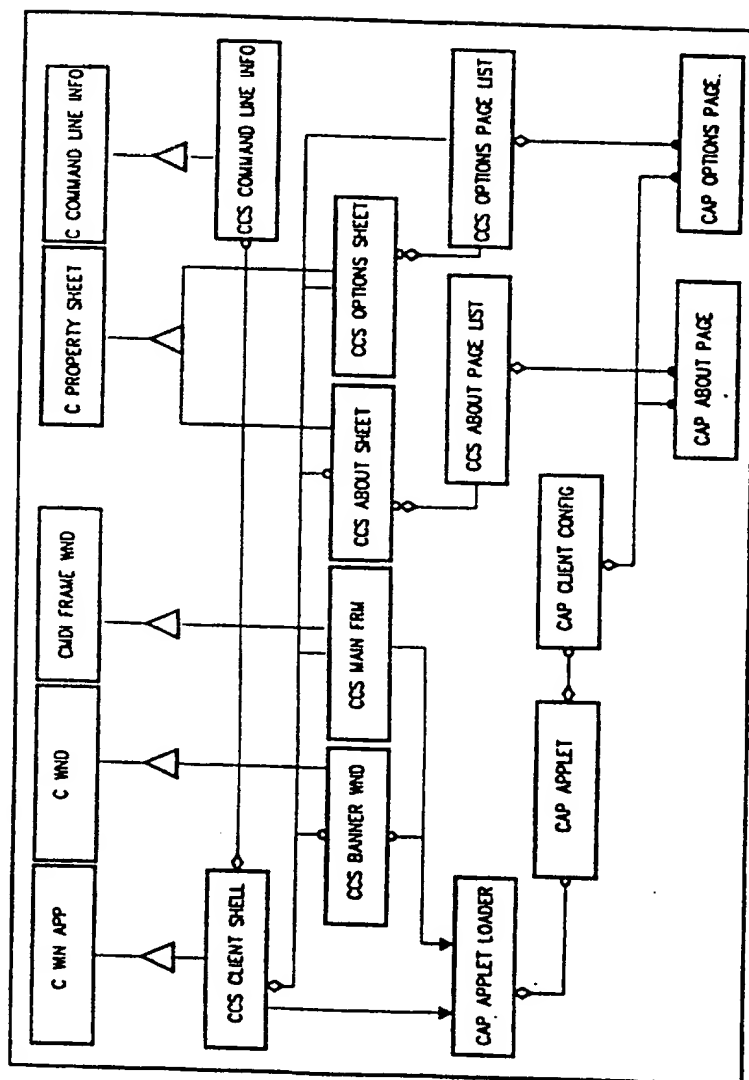 C WIN APP
C WND
CMDI FRAME WND
C PROPERTY SHEET
C COMMAND LINE INFO
CCS CLIENT SHELL
CCS COMMAND LINE INFO
CCS BANNER WND
CCS MAIN FRM
CCS ABOUT SHEET
CCS OPTIONS SHEET
CAP APPLET LOADER
CCS ABOUT PAGE LIST
CCS OPTIONS PAGE LIST
CAP APPLET
CAP CLIENT CONFIG
CAP ABOUT PAGE
CAP OPTIONS PAGE.